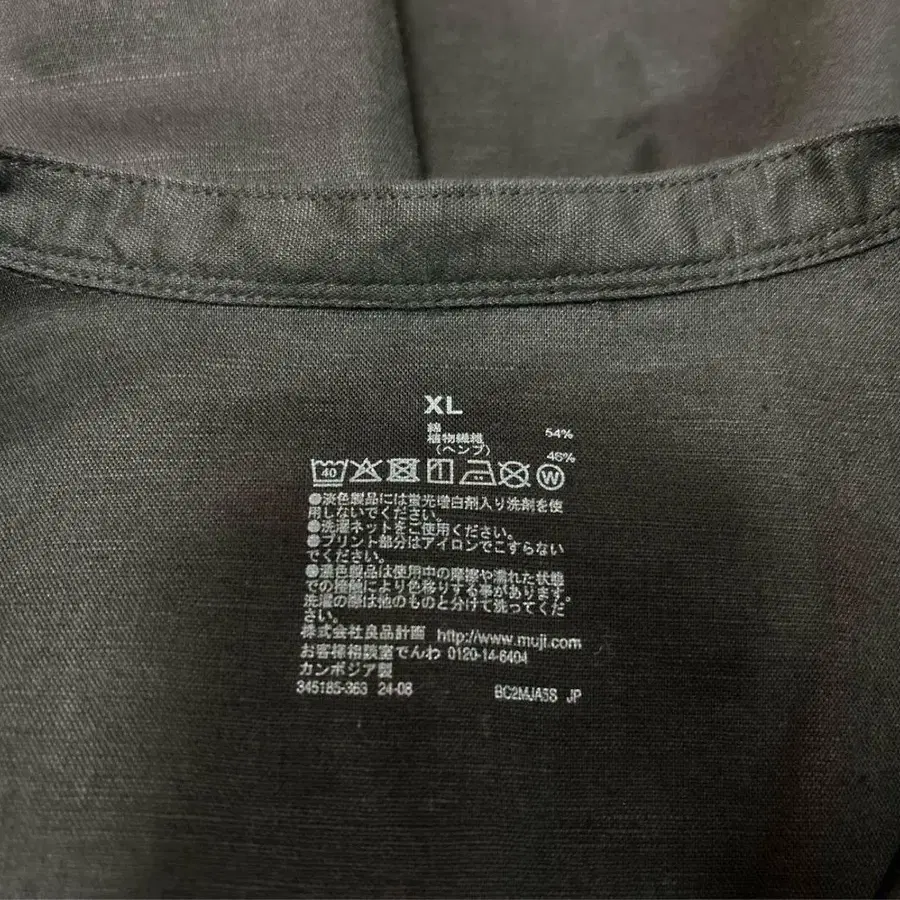 XL
綿 54%
植物繊維
(ヘンプ) 46%
40 W
●淡色製品には蛍光増白剤入り洗剤を使
用しないでください。
●洗濯ネットをご使用ください。
●プリント部分はアイロンでこすらない
でください。
●濃色製品は使用中の摩擦や濡れた状態
での接触により色移りする事があります。
洗濯の際は他のものと分けて洗ってくだ
さい。
株式会社良品計画 http://www.muji.com
お客様相談室でんわ 0120-14-6404
カンボジア製
345185-363 24-08 BC2MJA6S JP